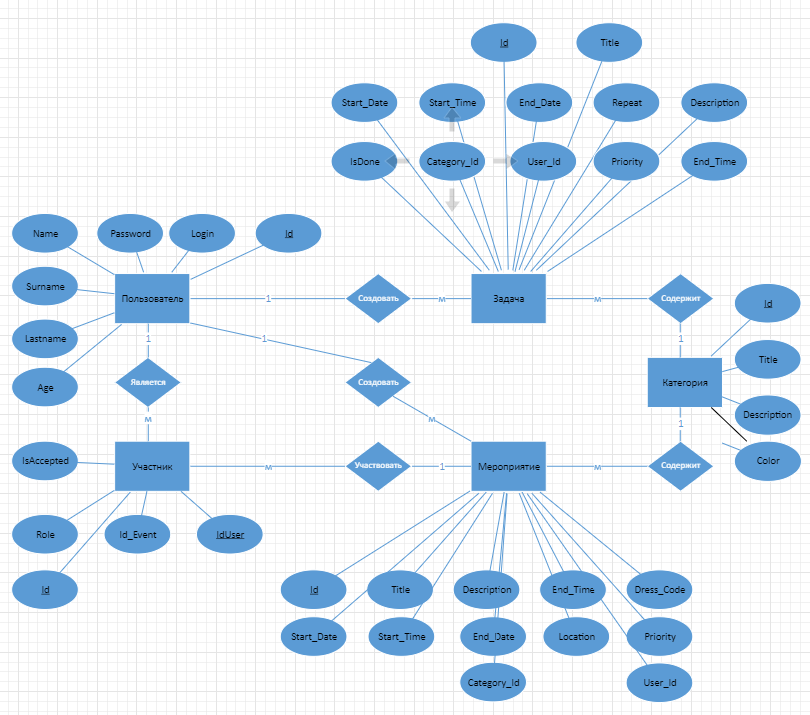 Id
Title
Start_Date
Start_Time
End_Date
Repeat
Description
IsDone
Category_Id
User_Id
Priority
End_Time
Name
Password
Login
Id
Surname
Пользователь
1
Создовать
м
Задача
м
Содержит
Id
Lastname
1
1
1
Title
Age
Является
Создовать
Категория
м
м
1
Description
IsAccepted
Участник
м
Участвовать
1
Мероприятие
м
Содержит
Color
Role
Id_Event
IdUser
Id
Id
Title
Description
End_Time
Dress_Code
Start_Date
Start_Time
End_Date
Location
Priority
Category_Id
User_Id